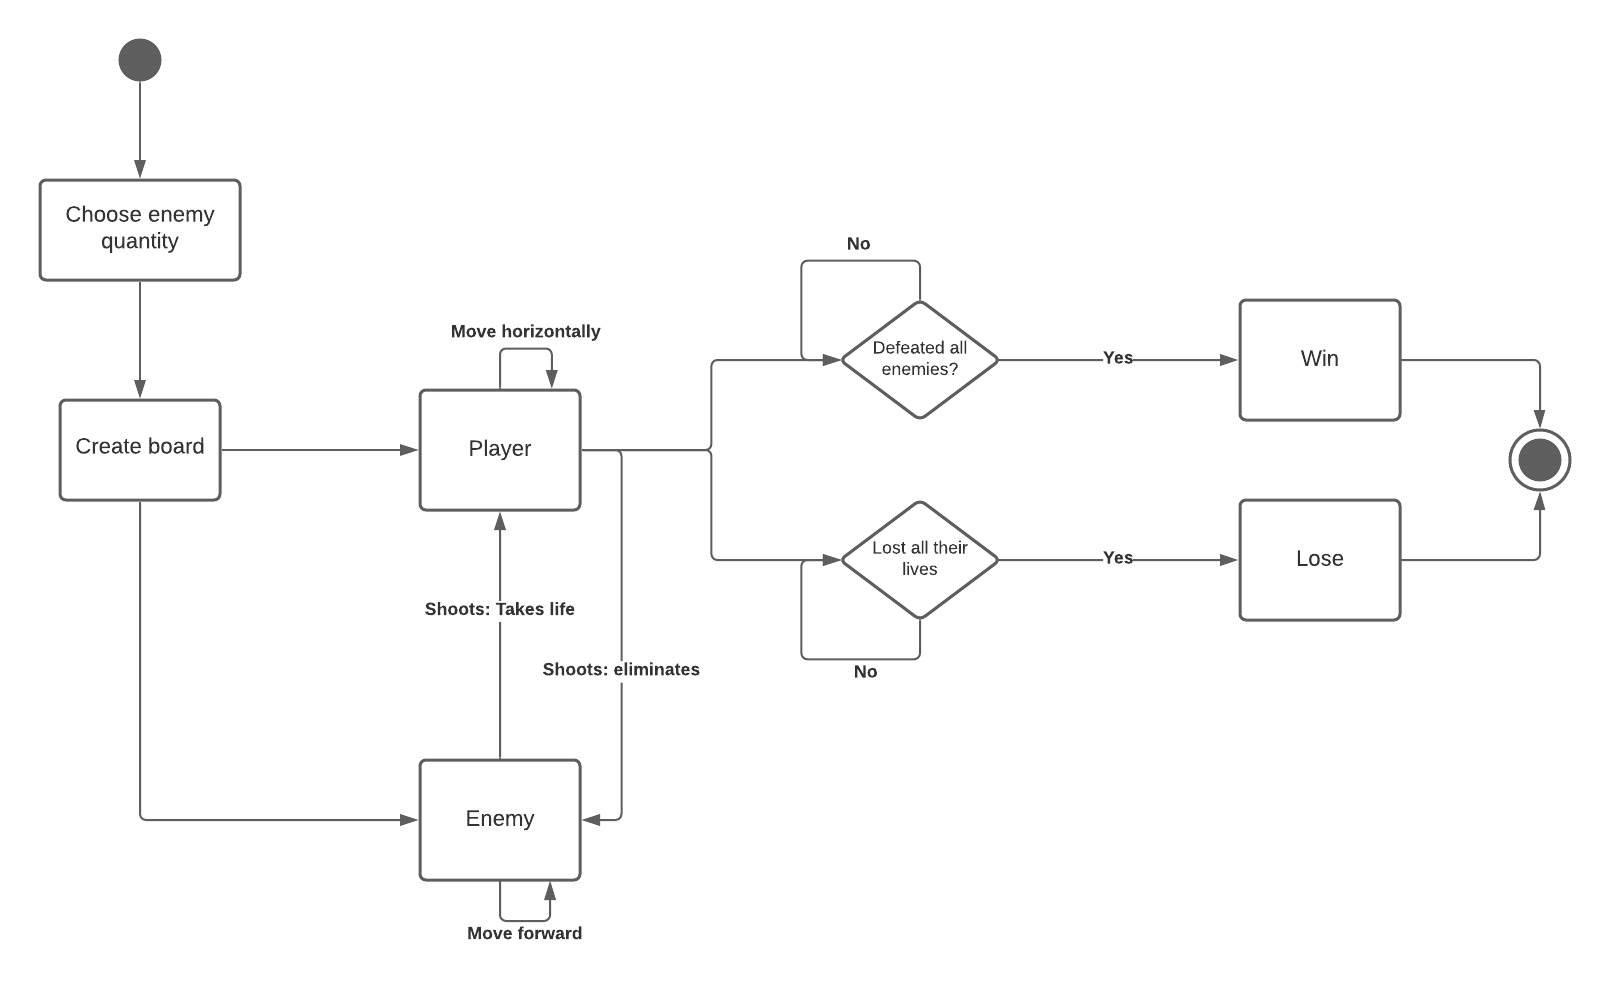 Choose enemy
quantity
Create board
Move horizontally
Player
Shoots: Takes life
Shoots: eliminates
Enemy
Move forward
No
Defeated all
enemies?
Yes
Win
Lost all their
lives
Yes
Lose
No